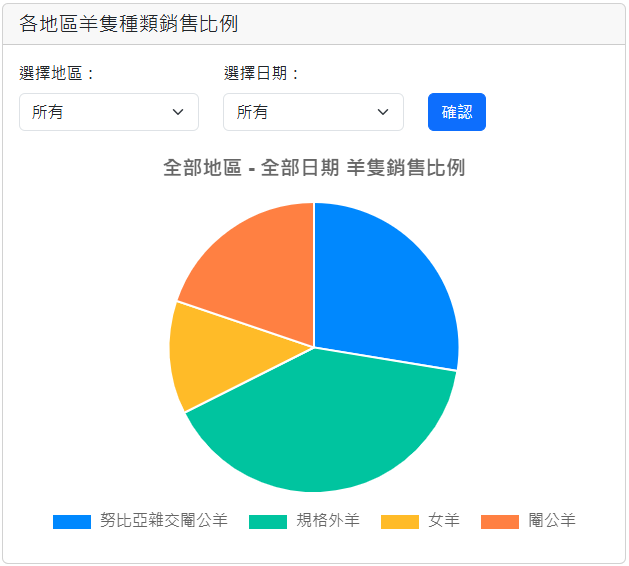 各地區羊隻種類銷售比例
選擇地區： 選擇日期：
所有 所有 確認
全部地區 - 全部日期 羊隻銷售比例
努比亞雜交閹公羊 規格外羊 女羊 閹公羊